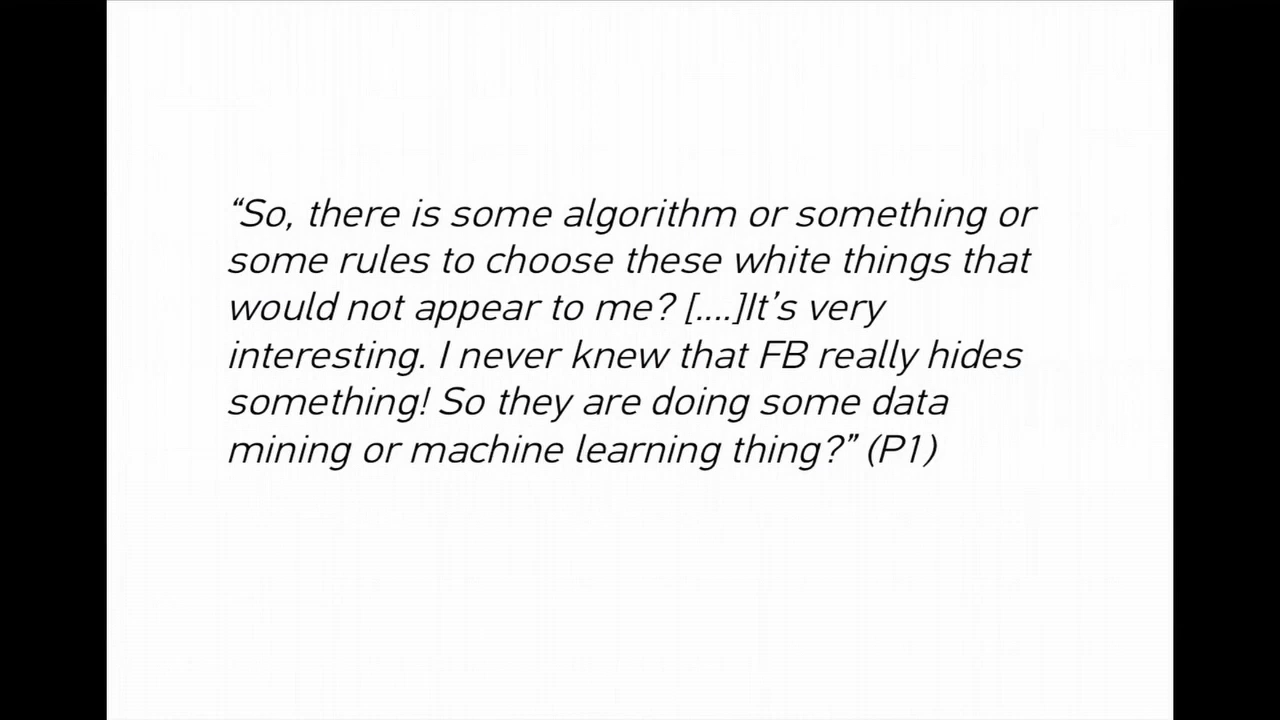 “So, there is some algorithm or something or
some rules to choose these white things that
would not appear to me? [....]It’s very
interesting. I never knew that FB really hides
something! So they are doing some data
mining or machine learning thing?” (P1)